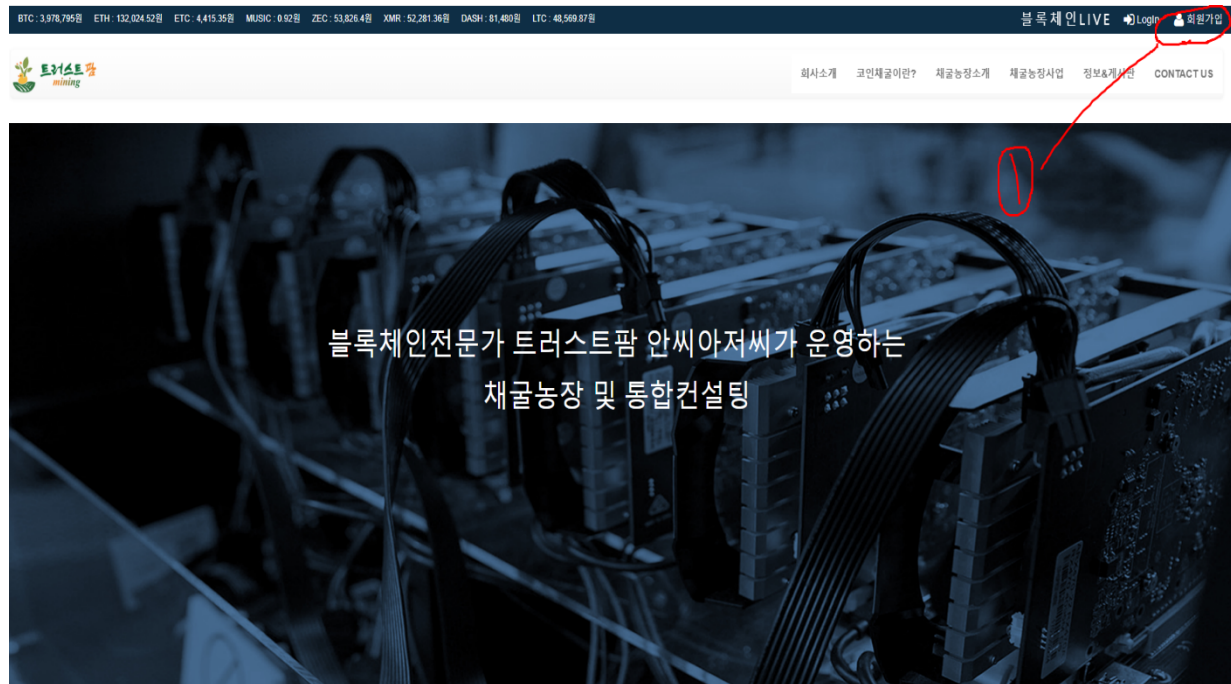 BTC : 3,978,795원 ETH : 132,024.52원 ETC : 4,415.35원 MUSIC : 0.92원 ZEC : 53,826.4원 XMR : 52,281.36원 DASH : 81,480원 LTC : 48,569.87원 블록체인LIVE LogIn 회원가입
트러스트팜
mining
회사소개 코인채굴이란? 채굴농장소개 채굴농장사업 정보&게시판 CONTACT US
1
블록체인전문가 트러스트팜 안씨아저씨가 운영하는
채굴농장 및 통합컨설팅